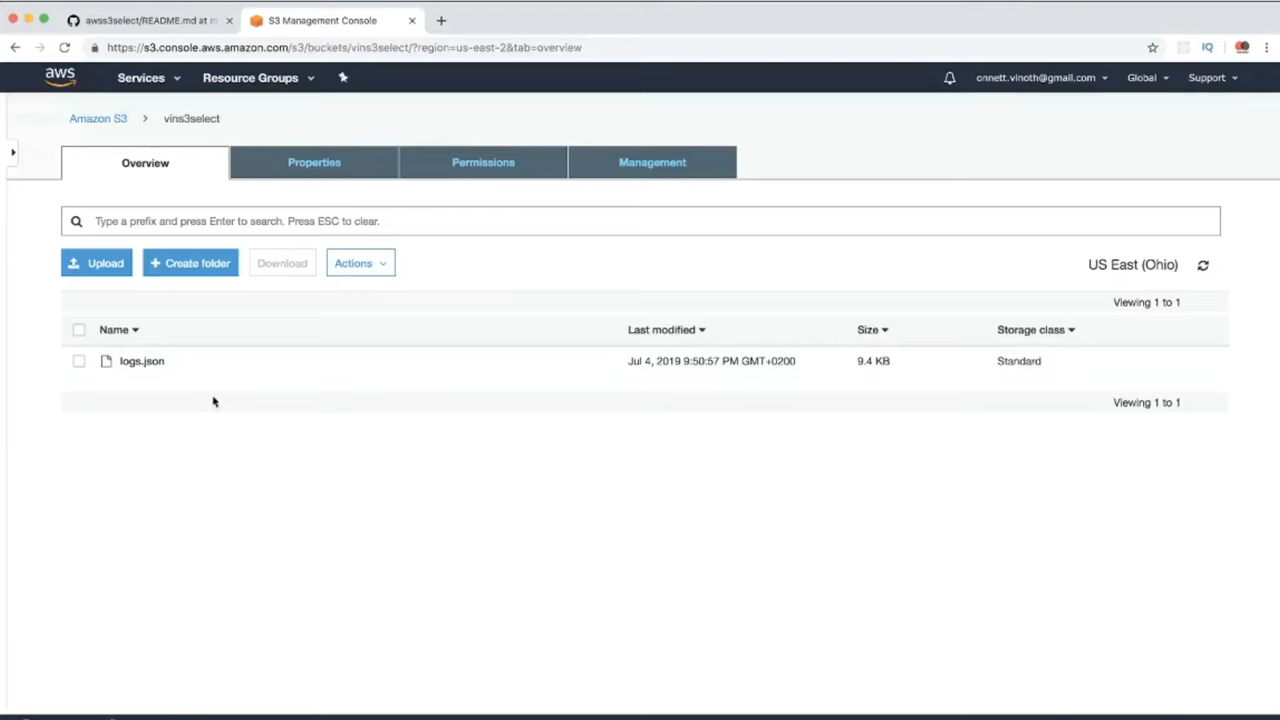 awss3select/README.md at m
S3 Management Console
https://s3.console.aws.amazon.com/s3/buckets/vins3select/?region=us-east-2&tab=overview
IQ
aws Services Resource Groups onnett.vinoth@gmail.com Global Support
Amazon S3 > vins3select
Overview Properties Permissions Management
Type a prefix and press Enter to search. Press ESC to clear.
Upload + Create folder Download Actions US East (Ohio)
Viewing 1 to 1
Name Last modified Size Storage class
logs.json Jul 4, 2019 9:50:57 PM GMT+0200 9.4 KB Standard
Viewing 1 to 1